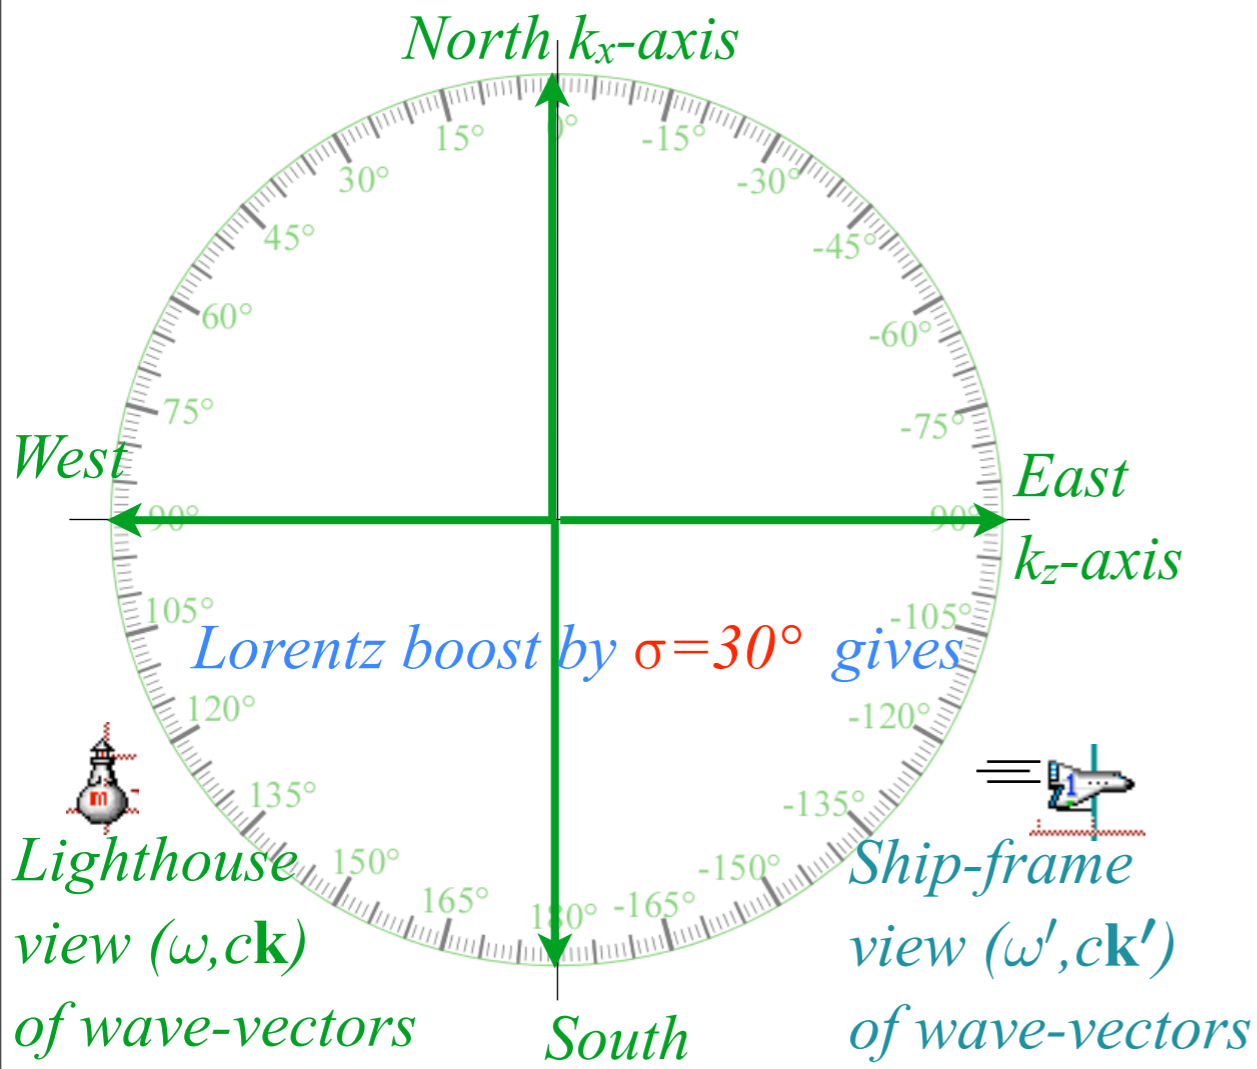 North kₓ-axis
15° 0° -15°
30° -30°
45° -45°
60° -60°
75° -75°
West
East
90° 90°
k_z-axis
105° -105°
Lorentz boost by σ=30° gives
120° -120°
m
1
135° -135°
Lighthouse
150° -150°
Ship-frame
165° 180° -165°
view (ω,ck)
view (ω′,ck′)
of wave-vectors
South
of wave-vectors